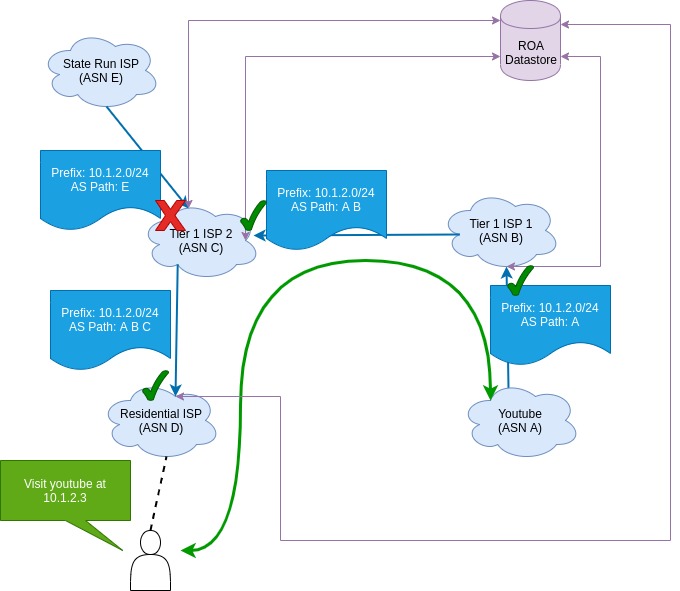 State Run ISP
(ASN E)
ROA
Datastore
Prefix: 10.1.2.0/24
AS Path: E
Prefix: 10.1.2.0/24
AS Path: A B
Tier 1 ISP 2
(ASN C)
Tier 1 ISP 1
(ASN B)
Prefix: 10.1.2.0/24
AS Path: A B C
Prefix: 10.1.2.0/24
AS Path: A
Residential ISP
(ASN D)
Youtube
(ASN A)
Visit youtube at
10.1.2.3